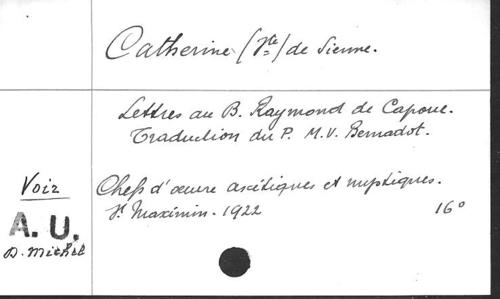 Catherine (Ste) de Sienne.
Lettres au B. Raymond de Capoue.
Traduction du P. M.V. Bernadot.
Voir
Chefs d'œuvre ascétiques et mystiques.
A. U.
St Maximin. 1922
16°
D. Michel